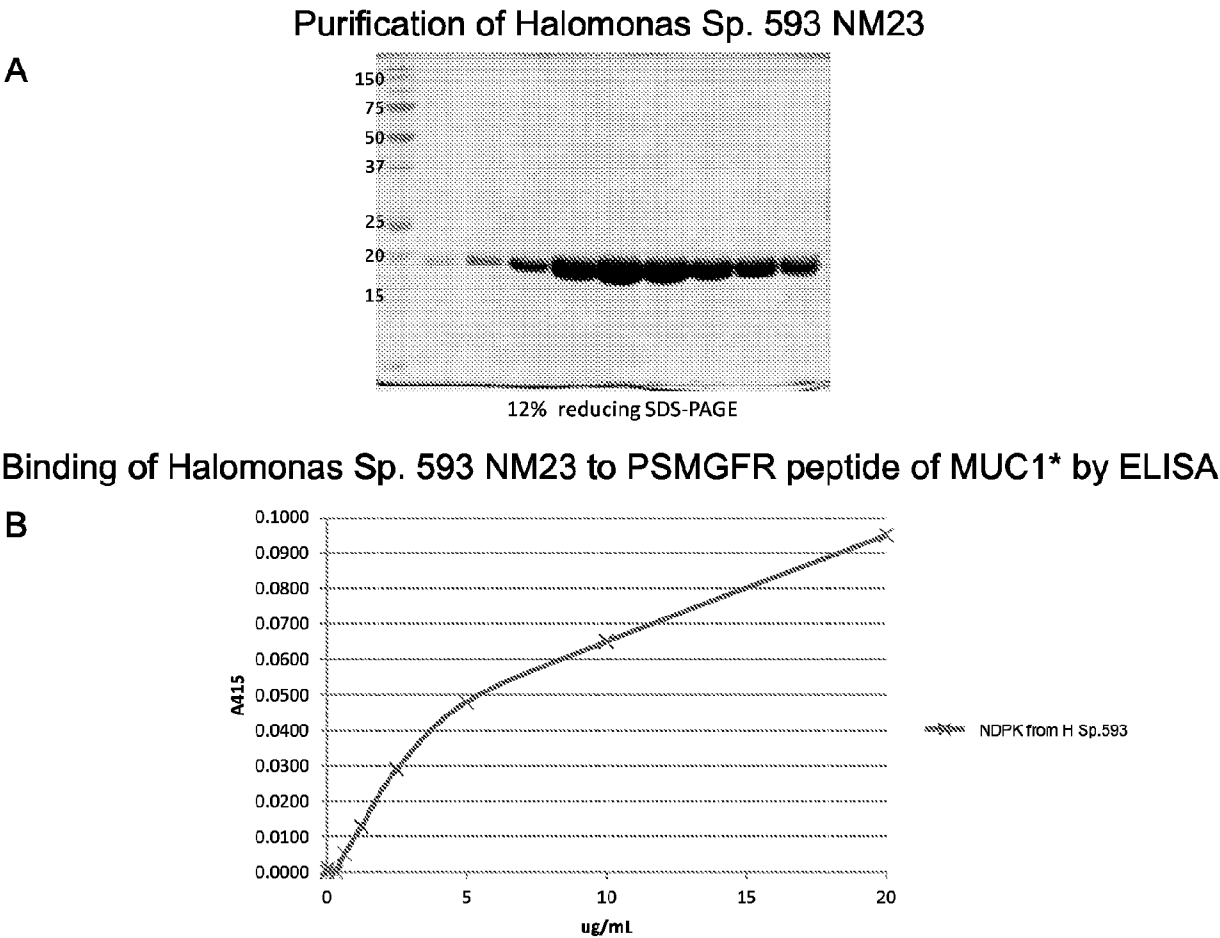 Purification of Halomonas Sp. 593 NM23
A
150
75
50
37
25
20
15
12% reducing SDS-PAGE
Binding of Halomonas Sp. 593 NM23 to PSMGFR peptide of MUC1* by ELISA
B
0.1000
0.0900
0.0800
0.0700
0.0600
0.0500
0.0400
0.0300
0.0200
0.0100
0.0000
A415
0 5 10 15 20
ug/mL
NDPK from H Sp.593